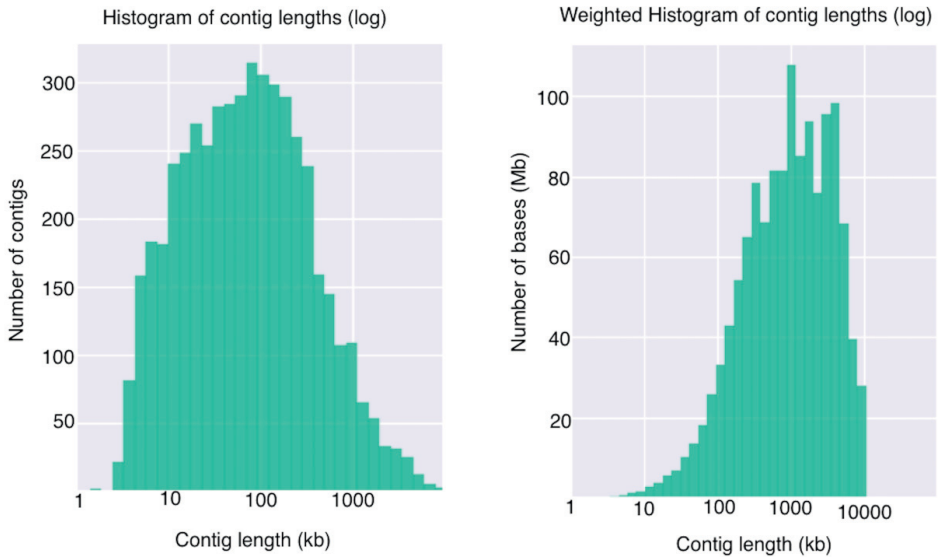 Histogram of contig lengths (log)
Number of contigs
300
250
200
150
100
50
1 10 100 1000
Contig length (kb)
Weighted Histogram of contig lengths (log)
Number of bases (Mb)
100
80
60
40
20
1 10 100 1000 10000
Contig length (kb)